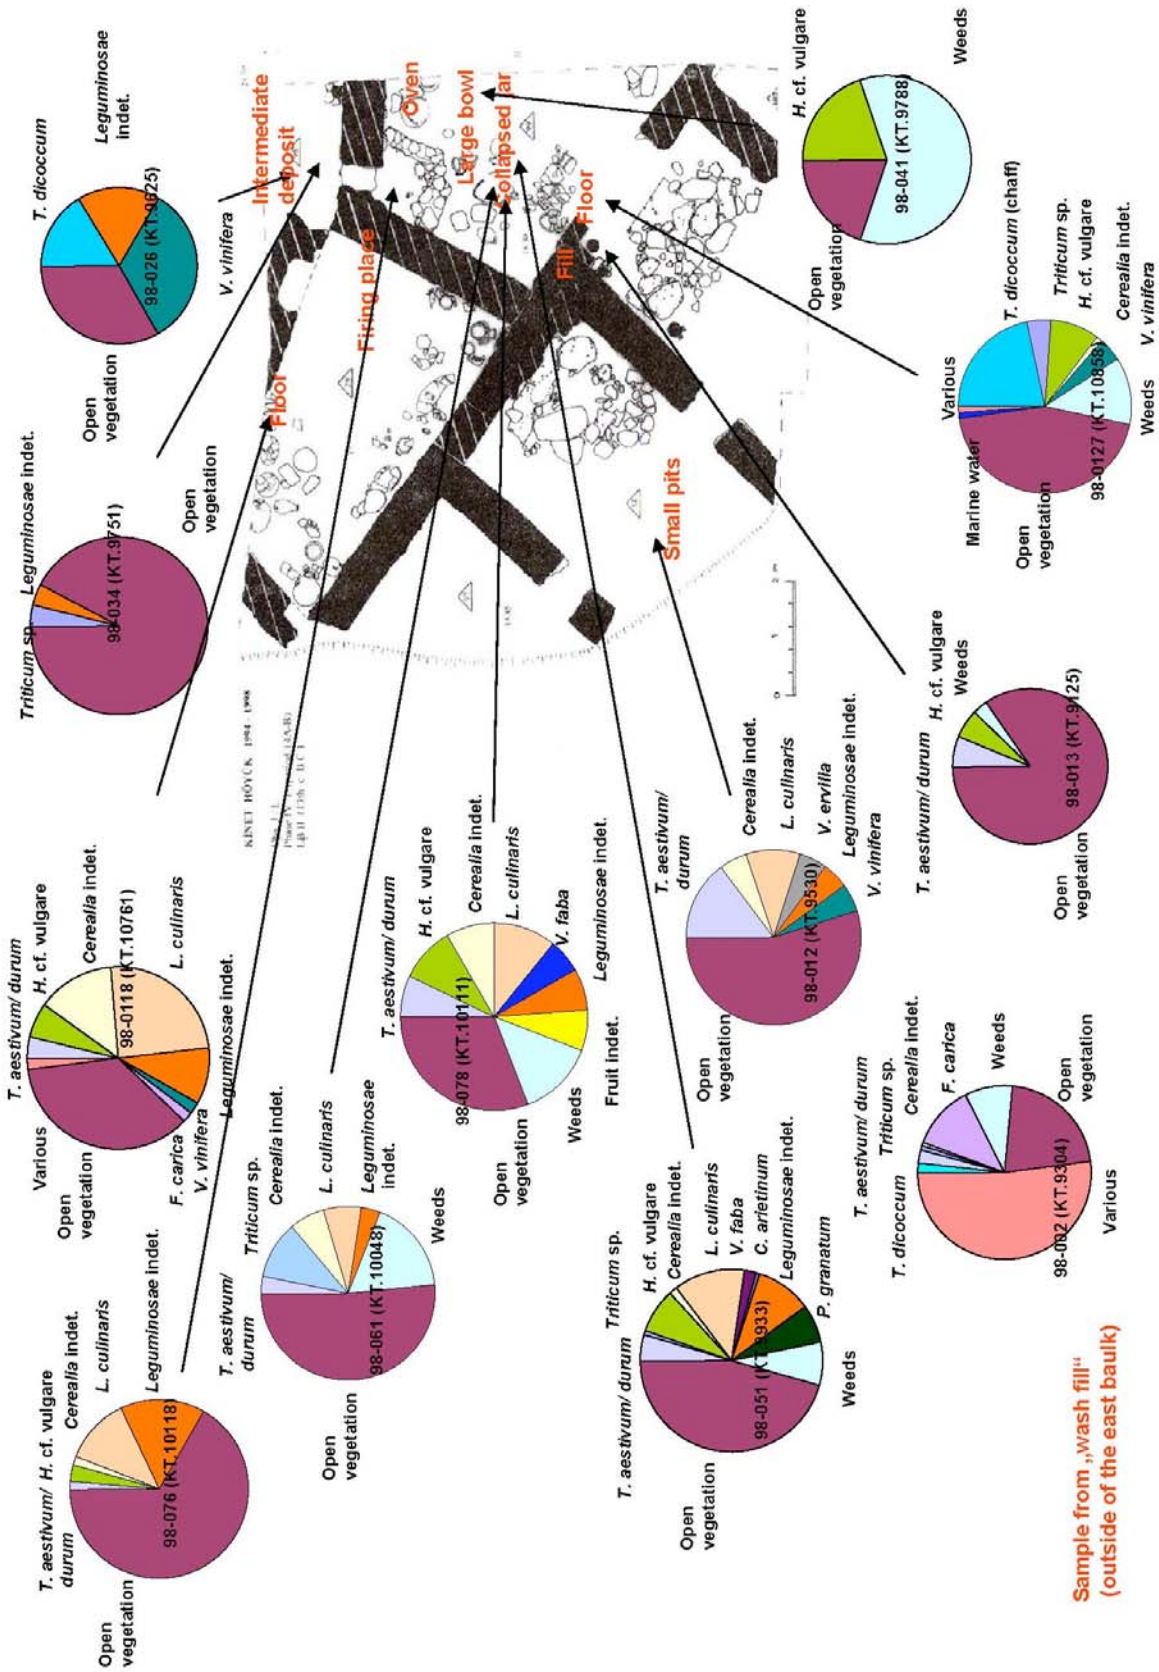 T. aestivum/ durum
H. cf. vulgare
Cerealia indet.
L. culinaris
Leguminosae indet.
98-076 (KT.10118)
Open
vegetation
T. aestivum/ durum
H. cf. vulgare
Cerealia indet.
L. culinaris
98-0118 (KT.10761)
Leguminosae indet.
V. vinifera
F. carica
Open
vegetation
Various
Triticum sp.
Leguminosae indet.
98-034 (KT.9751)
Open
vegetation
T. dicoccum
Leguminosae
indet.
98-026 (KT.9625)
V. vinifera
Open
vegetation
T. aestivum/
durum
Triticum sp.
Cerealia indet.
L. culinaris
Leguminosae
indet.
Weeds
98-061 (KT.10048)
Open
vegetation
KINET HÖYÜK 1994 - 1998
Floor
Firing place
Intermediate
deposit
Oven
Large bowl
Collapsed jar
Floor
Fill
Small pits
T. aestivum/ durum
H. cf. vulgare
Cerealia indet.
L. culinaris
V. faba
Leguminosae indet.
Fruit indet.
Weeds
98-078 (KT.10111)
Open
vegetation
T. aestivum/
durum
Cerealia indet.
L. culinaris
V. ervilia
Leguminosae indet.
V. vinifera
98-012 (KT.9530)
Open
vegetation
H. cf. vulgare
Weeds
98-041 (KT.9788)
Open
vegetation
T. aestivum/ durum
Triticum sp.
H. cf. vulgare
Cerealia indet.
L. culinaris
V. faba
C. arietinum
Leguminosae indet.
P. granatum
Weeds
98-051 (KT.9933)
Open
vegetation
T. dicoccum
T. aestivum/ durum
Triticum sp.
Cerealia indet.
F. carica
Weeds
Open
vegetation
98-002 (KT.9304)
Various
T. aestivum/ durum
H. cf. vulgare
Weeds
98-013 (KT.9125)
Open
vegetation
Various
T. dicoccum (chaff)
Triticum sp.
H. cf. vulgare
Cerealia indet.
V. vinifera
Weeds
98-0127 (KT.10858)
Open
vegetation
Marine water
Sample from „wash fill“
(outside of the east baulk)